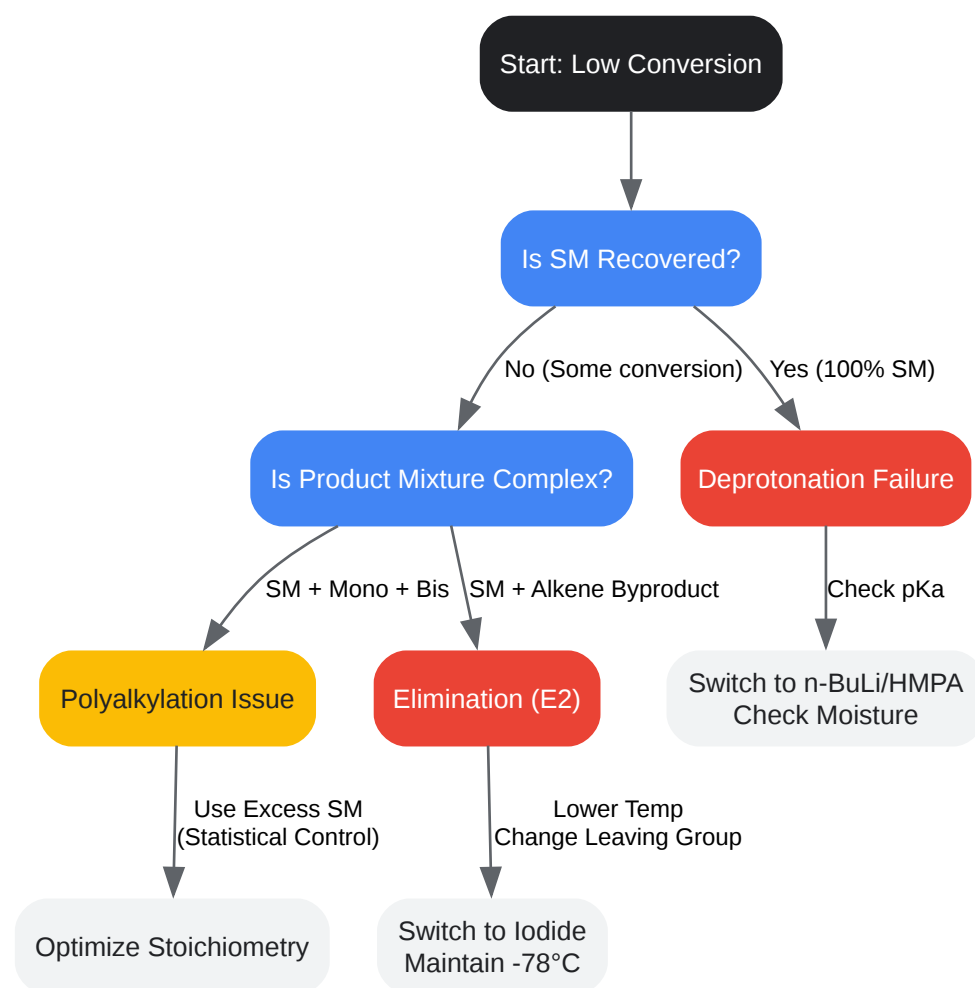 Start: Low Conversion
Is SM Recovered?
No (Some conversion)
Yes (100% SM)
Is Product Mixture Complex?
Deprotonation Failure
SM + Mono + Bis
SM + Alkene Byproduct
Check pKa
Polyalkylation Issue
Elimination (E2)
Switch to n-BuLi/HMPA
Check Moisture
Use Excess SM
(Statistical Control)
Lower Temp
Change Leaving Group
Optimize Stoichiometry
Switch to Iodide
Maintain -78°C